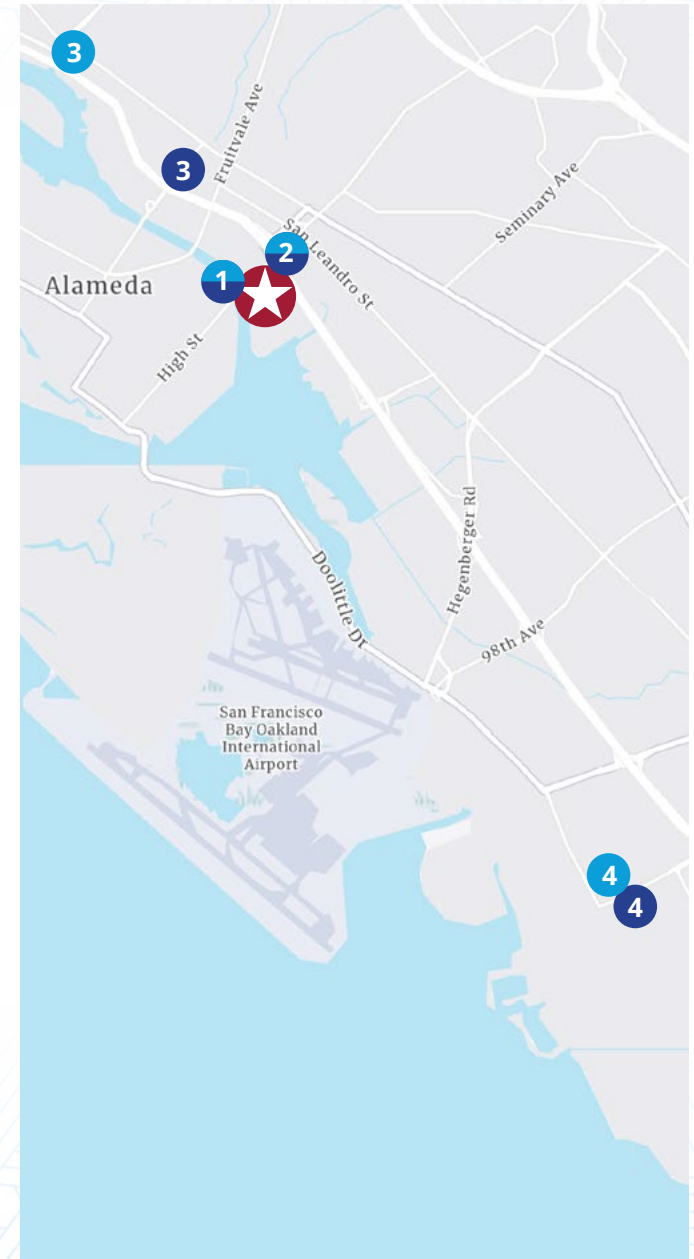 3
Fruitvale Ave
3
Seminary Ave
San Leandro St
2
1
Alameda
High St
Hegenberger Rd
Doolittle Dr
98th Ave
San Francisco
Bay Oakland
International
Airport
4
4